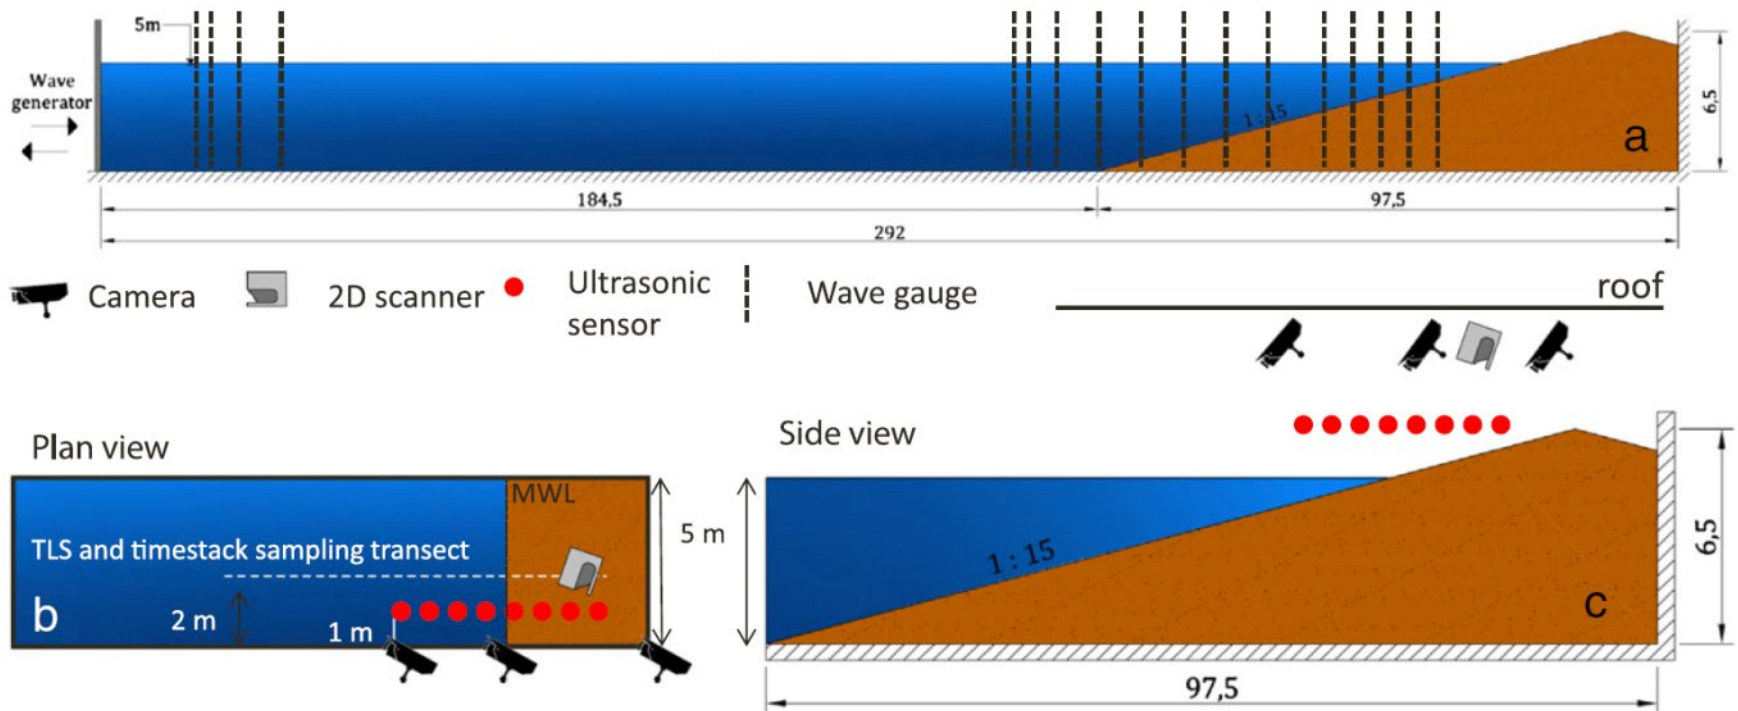 5m
Wave
generator
1 : 15
6,5
a
184,5
97,5
292
Camera
2D scanner
Ultrasonic
sensor
Wave gauge
roof
Plan view
MWL
TLS and timestack sampling transect
b
2 m
1 m
5 m
Side view
1 : 15
6,5
c
97,5